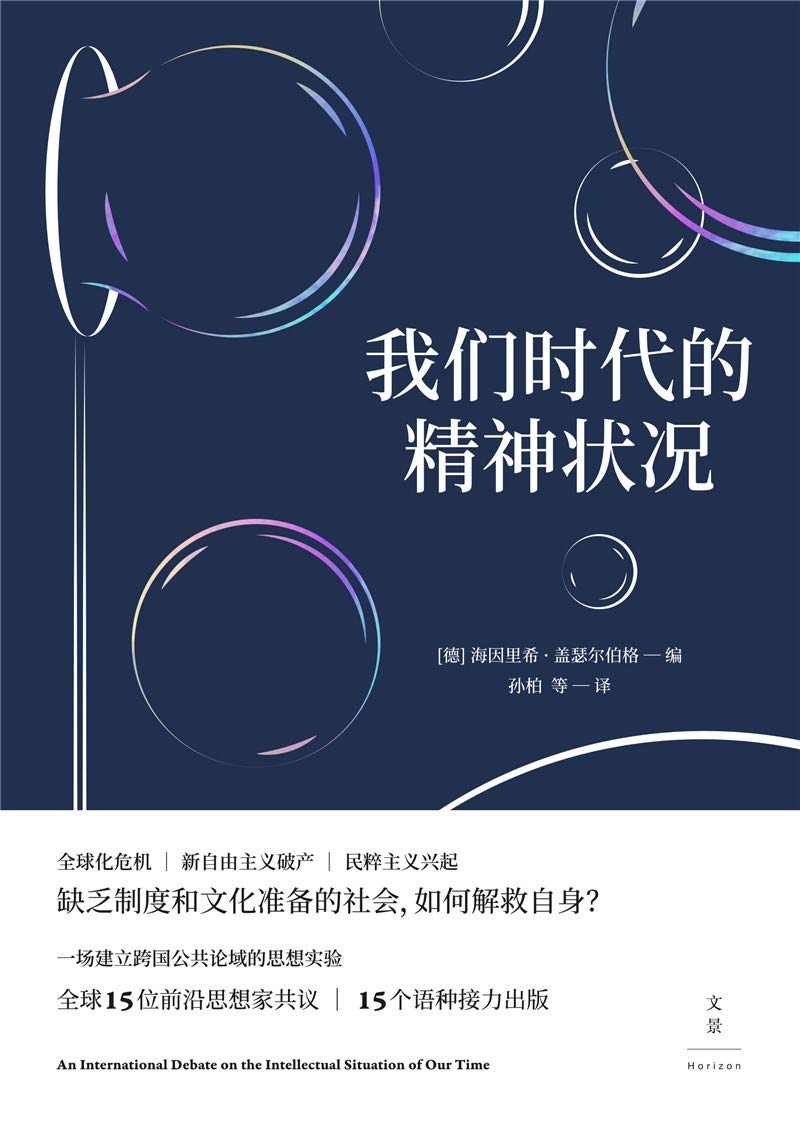 我们时代的
精神状况
[德] 海因里希·盖瑟尔伯格 — 编
孙柏 等 — 译
全球化危机 | 新自由主义破产 | 民粹主义兴起
缺乏制度和文化准备的社会, 如何解救自身?
一场建立跨国公共论域的思想实验
全球15位前沿思想家共议 | 15个语种接力出版
An International Debate on the Intellectual Situation of Our Time
文
景
Horizon